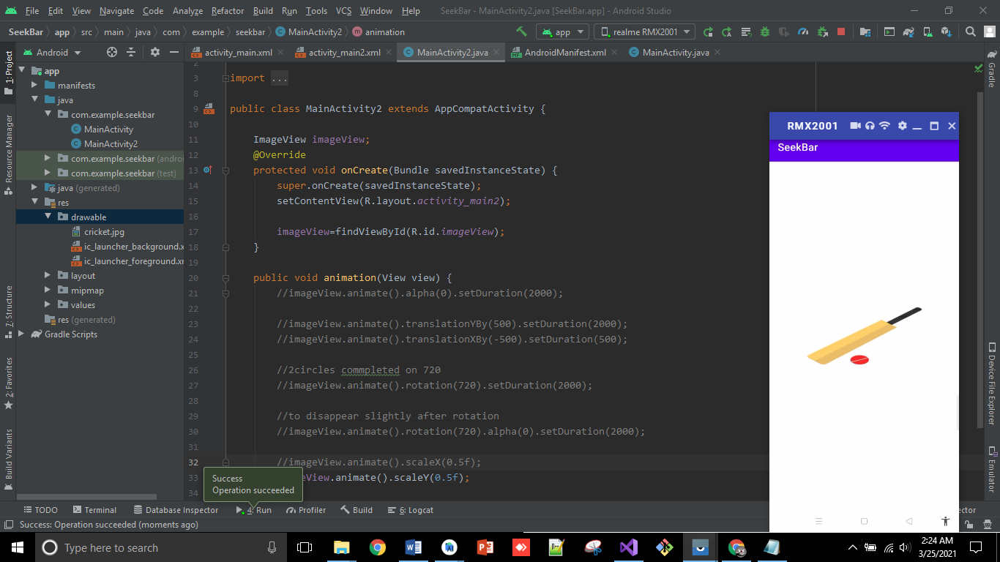 File Edit View Navigate Code Analyze Refactor Build Run Tools VCS Window Help SeekBar - MainActivity2.java [SeekBar.app] - Android Studio
SeekBar app src main java com example seekbar MainActivity2 animation app realme RMX2001
Android
activity_main.xml activity_main2.xml MainActivity2.java AndroidManifest.xml MainActivity.java
1: Project
Resource Manager
7: Structure
2: Favorites
Build Variants
app
manifests
java
com.example.seekbar
MainActivity
MainActivity2
com.example.seekbar (androi
com.example.seekbar (test)
java (generated)
res
drawable
cricket.jpg
ic_launcher_background.x
ic_launcher_foreground.xr
layout
mipmap
values
res (generated)
Gradle Scripts
2
3 import ...
8
9 public class MainActivity2 extends AppCompatActivity {
10
11 ImageView imageView;
12 @Override
13 protected void onCreate(Bundle savedInstanceState) {
14 super.onCreate(savedInstanceState);
15 setContentView(R.layout.activity_main2);
16
17 imageView=findViewById(R.id.imageView);
18 }
19
20 public void animation(View view) {
21 //imageView.animate().alpha(0).setDuration(2000);
22
23 //imageView.animate().translationYBy(500).setDuration(2000);
24 //imageView.animate().translationXBy(-500).setDuration(500);
25
26 //2circles commpleted on 720
27 //imageView.animate().rotation(720).setDuration(2000);
28
29 //to disappear slightly after rotation
30 //imageView.animate().rotation(720).alpha(0).setDuration(2000);
31
32 //imageView.animate().scaleX(0.5f);
33 eView.animate().scaleY(0.5f);
34
Success
Operation succeeded
RMX2001
SeekBar
Gradle
Device File Explorer
Emulator
TODO Terminal Database Inspector 4: Run Profiler Build 6: Logcat ector
Success: Operation succeeded (moments ago)
Type here to search
2:24 AM
3/25/2021